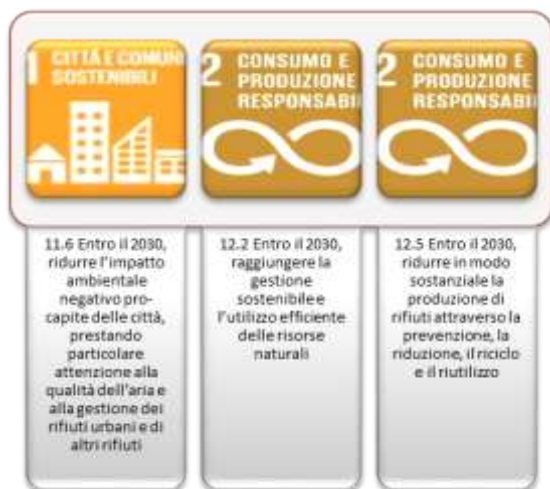 1 CITTÀ E COMUNI
SOSTENIBILI
2 CONSUMO E
PRODUZIONE
RESPONSABI
2 CONSUMO E
PRODUZIONE
RESPONSABI
11.6 Entro il 2030,
ridurre l'impatto
ambientale
negativo pro-
capite delle città,
prestando
particolare
attenzione alla
qualità dell'aria e
alla gestione dei
rifiuti urbani e di
altri rifiuti
12.2 Entro il 2030,
raggiungere la
gestione
sostenibile e
l'utilizzo efficiente
delle risorse
naturali
12.5 Entro il 2030,
ridurre in modo
sostanziale la
produzione di
rifiuti attraverso la
prevenzione, la
riduzione, il riciclo
e il riutilizzo